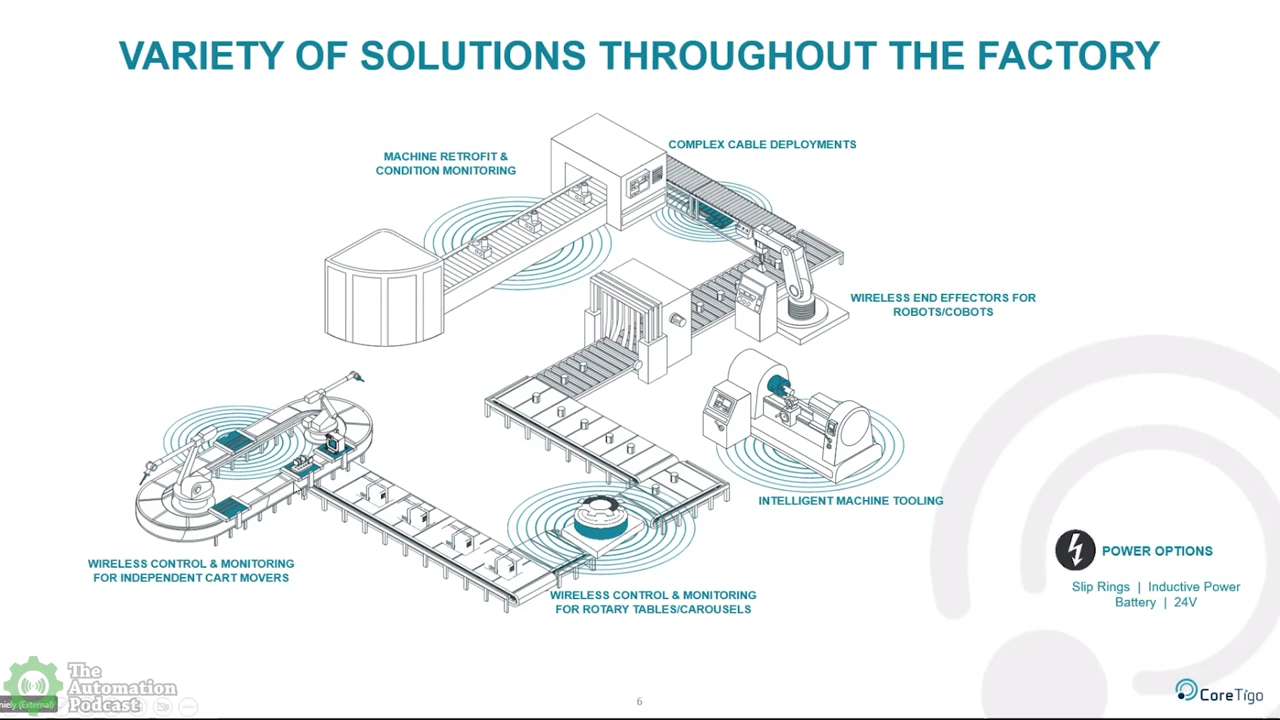 VARIETY OF SOLUTIONS THROUGHOUT THE FACTORY
MACHINE RETROFIT &
CONDITION MONITORING
COMPLEX CABLE DEPLOYMENTS
WIRELESS END EFFECTORS FOR
ROBOTS/COBOTS
INTELLIGENT MACHINE TOOLING
WIRELESS CONTROL & MONITORING
FOR INDEPENDENT CART MOVERS
WIRELESS CONTROL & MONITORING
FOR ROTARY TABLES/CAROUSELS
POWER OPTIONS
Slip Rings | Inductive Power
Battery | 24V
The
Automation
Podcast
niely (External)
6
CoreTigo